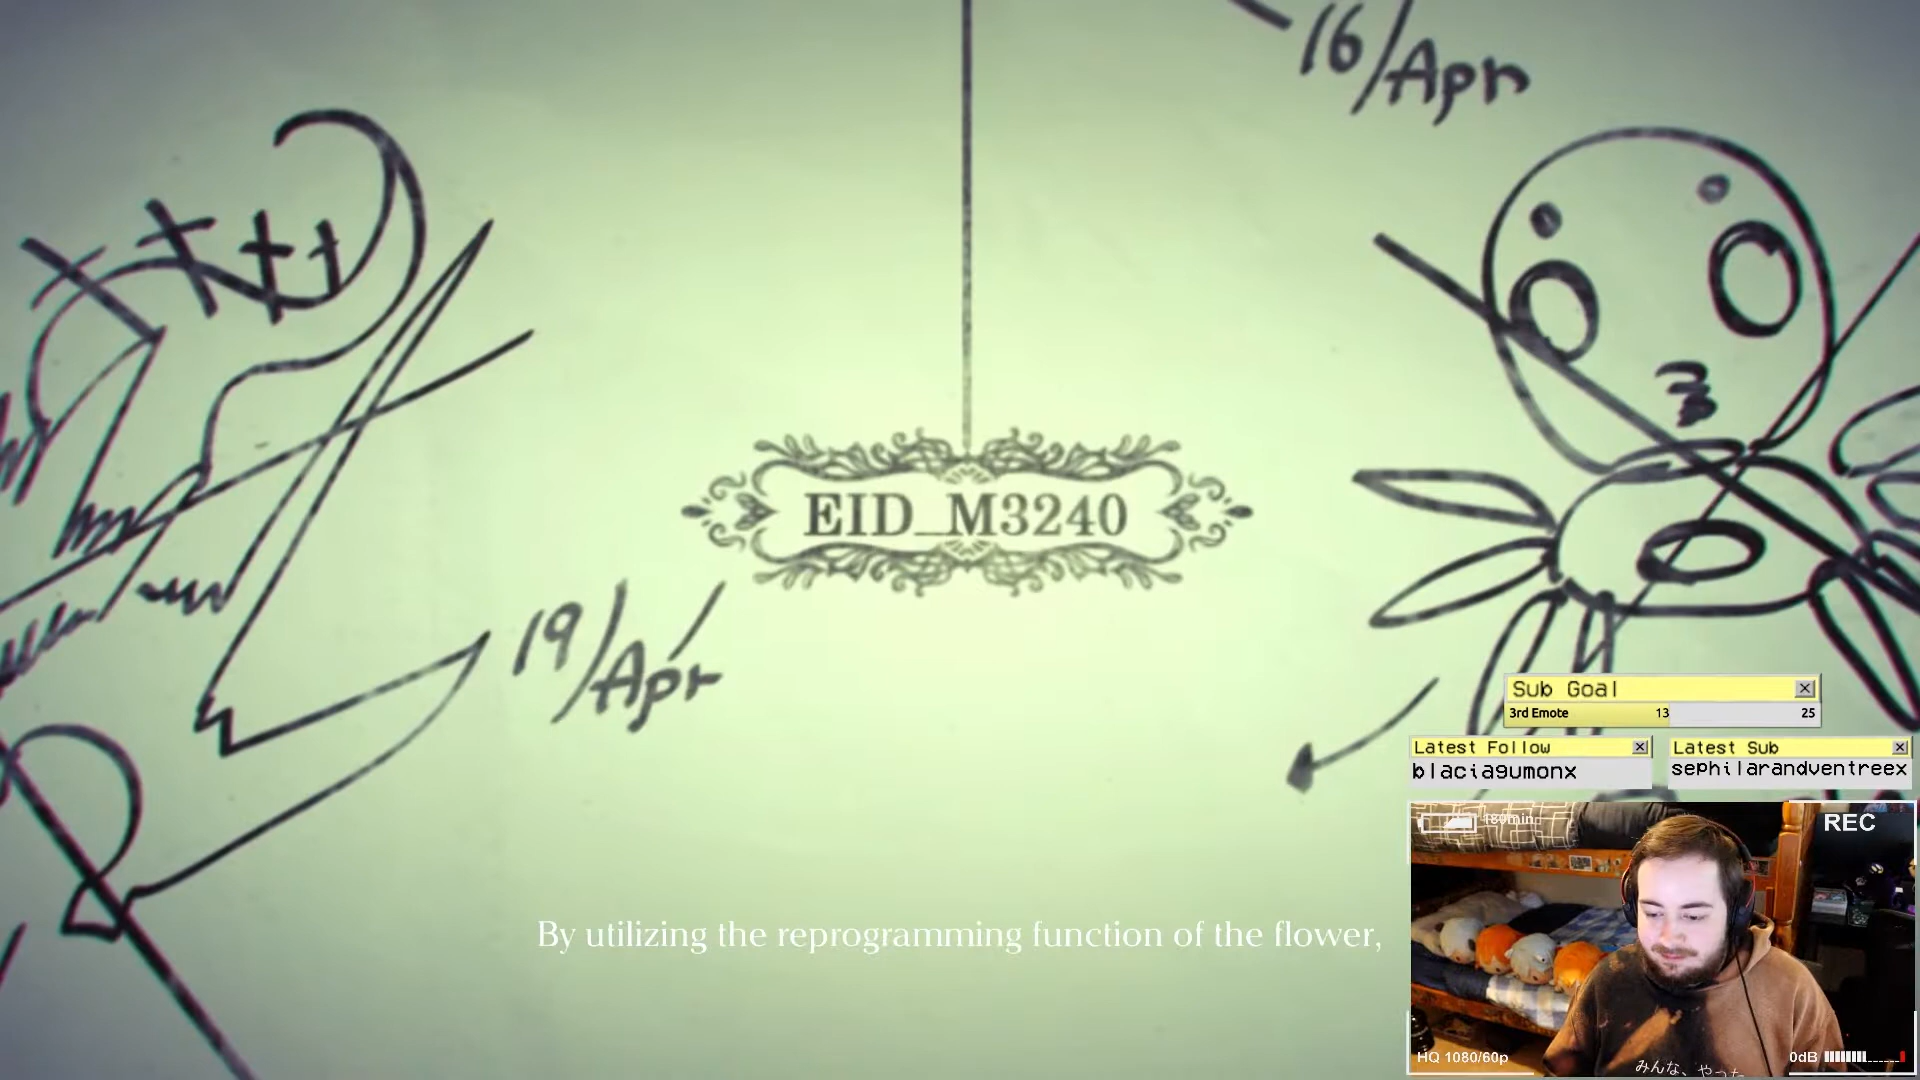 16/Apr
EID_M3240
19/Apr
By utilizing the reprogramming function of the flower,
Sub Goal
3rd Emote 13 25
Latest Follow
blaciagumonx
Latest Sub
sephilarandventreex
180min
REC
HQ 1080/60p
0dB
みんな、やった